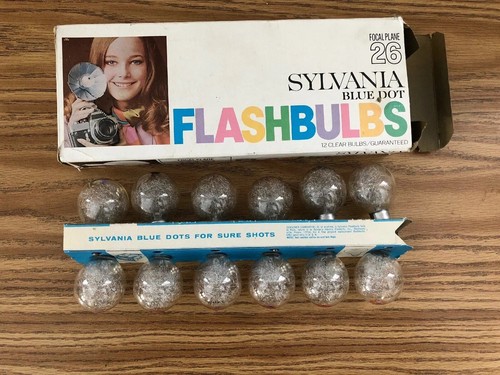 FOCAL PLANE
26
SYLVANIA
BLUE DOT
FLASHBULBS
12 CLEAR BULBS/GUARANTEED
SYLVANIA BLUE DOTS FOR SURE SHOTS